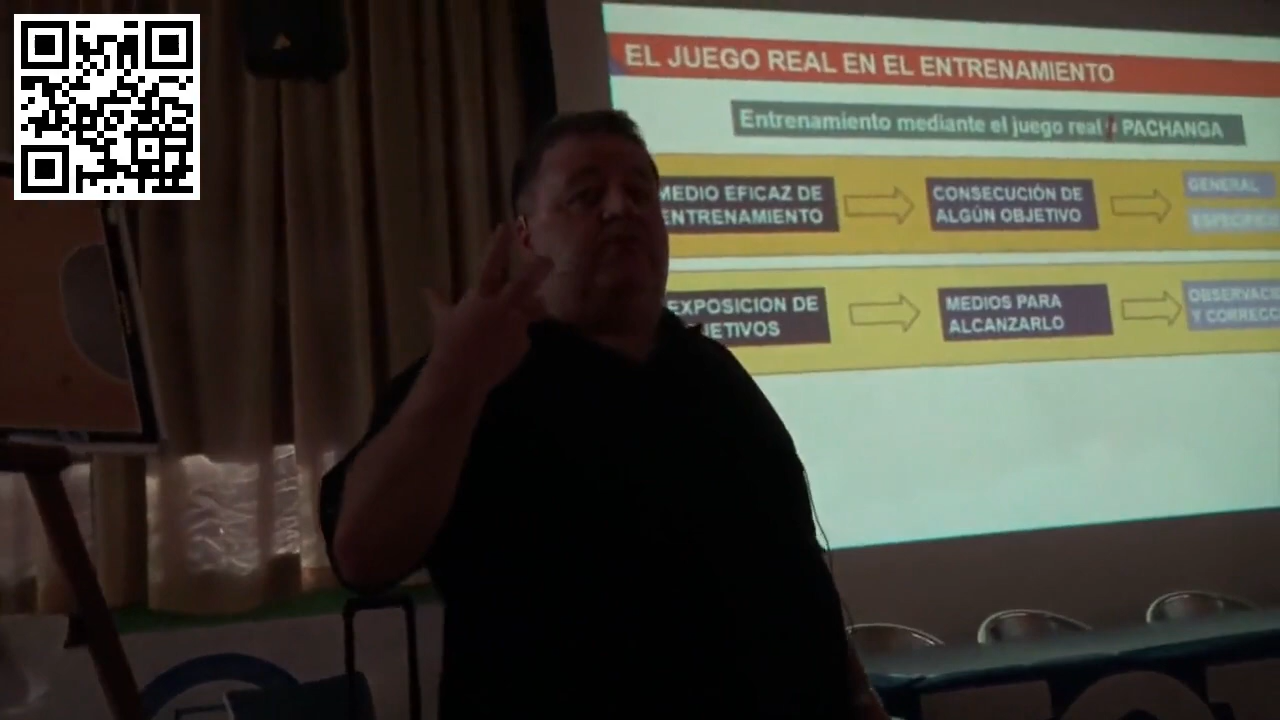 EL JUEGO REAL EN EL ENTRENAMIENTO
Entrenamiento mediante el juego real PACHANGA
MEDIO EFICAZ DE
ENTRENAMIENTO
CONSECUCIÓN DE
ALGÚN OBJETIVO
GENERAL
EXPOSICION DE
MEDIOS PARA
ALCANZARLO
Y